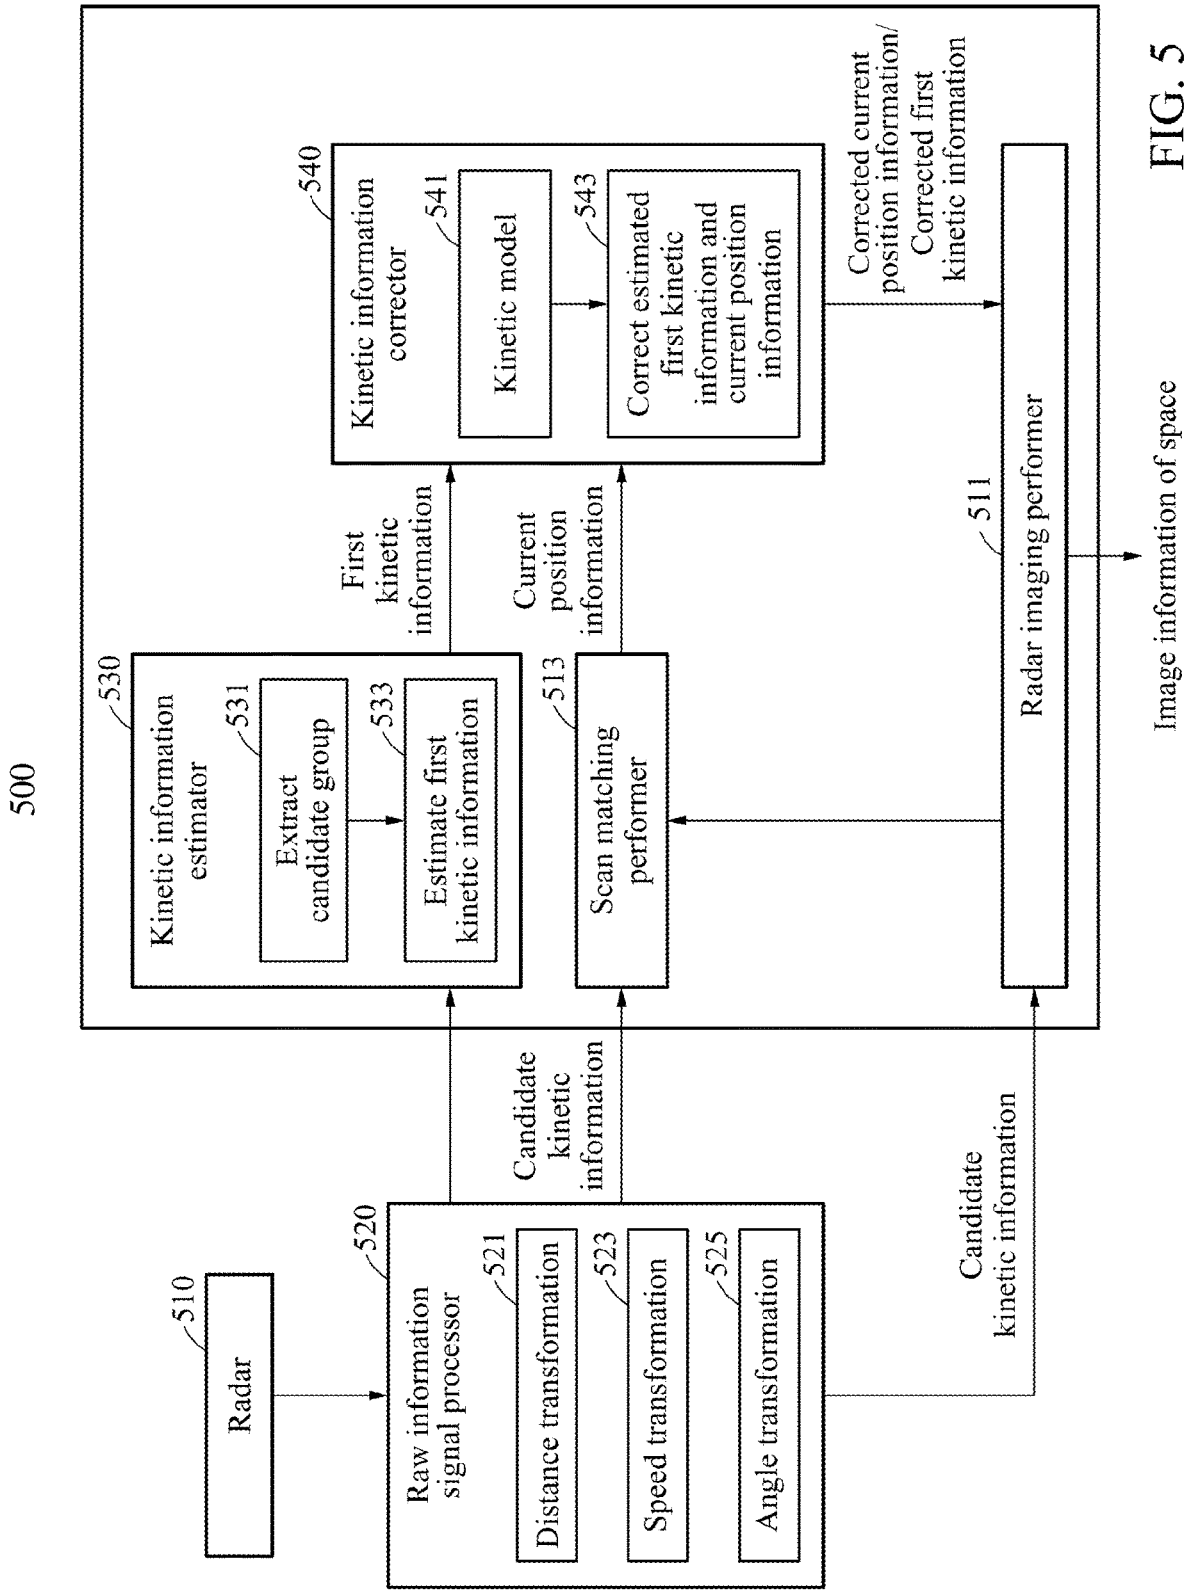 500
Radar
510
Raw information
signal processor
520
Distance transformation
521
Speed transformation
523
Angle transformation
525
Candidate
kinetic
information
Candidate
kinetic information
Kinetic information
estimator
530
Extract
candidate group
531
Estimate first
kinetic information
533
Scan matching
performer
513
First
kinetic
information
Current
position
information
Kinetic information
corrector
540
Kinetic model
541
Correct estimated
first kinetic
information and
current position
information
543
Corrected current
position information/
Corrected first
kinetic information
Radar imaging performer
511
Image information of space
FIG. 5